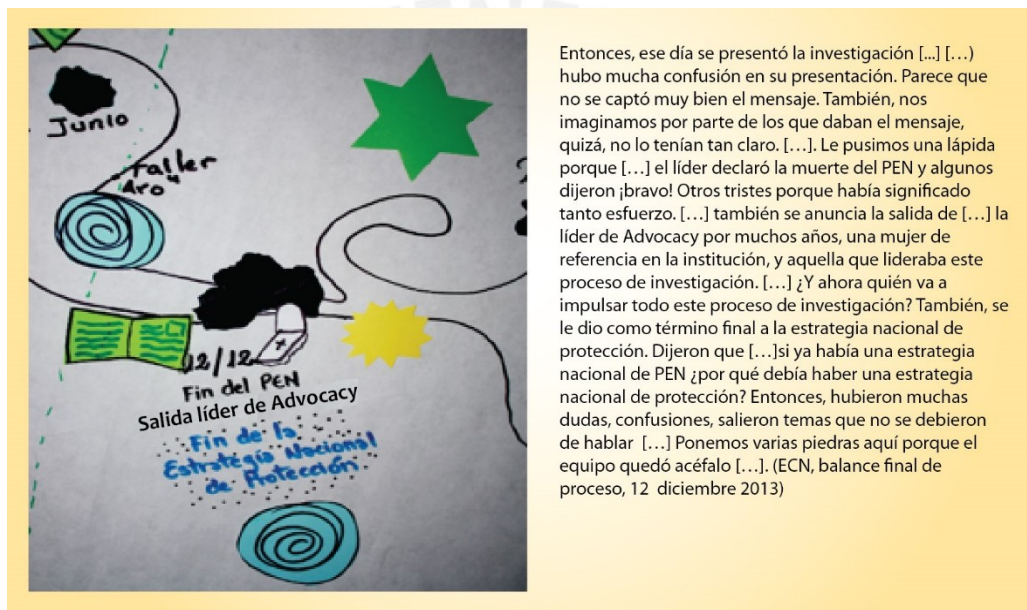 Junio
Taller
"Aro"
12/12
Fin del PEN
Salida líder de Advocacy
Fin de la
Estrategia Nacional
de Protección
Entonces, ese día se presentó la investigación [...] […)
hubo mucha confusión en su presentación. Parece que
no se captó muy bien el mensaje. También, nos
imaginamos por parte de los que daban el mensaje,
quizá, no lo tenían tan claro. […]. Le pusimos una lápida
porque […] el líder declaró la muerte del PEN y algunos
dijeron ¡bravo! Otros tristes porque había significado
tanto esfuerzo. […] también se anuncia la salida de […] la
líder de Advocacy por muchos años, una mujer de
referencia en la institución, y aquella que lideraba este
proceso de investigación. […] ¿Y ahora quién va a
impulsar todo este proceso de investigación? También, se
le dio como término final a la estrategia nacional de
protección. Dijeron que […]si ya había una estrategia
nacional de PEN ¿por qué debía haber una estrategia
nacional de protección? Entonces, hubieron muchas
dudas, confusiones, salieron temas que no se debieron
de hablar […] Ponemos varias piedras aquí porque el
equipo quedó acéfalo […]. (ECN, balance final de
proceso, 12 diciembre 2013)